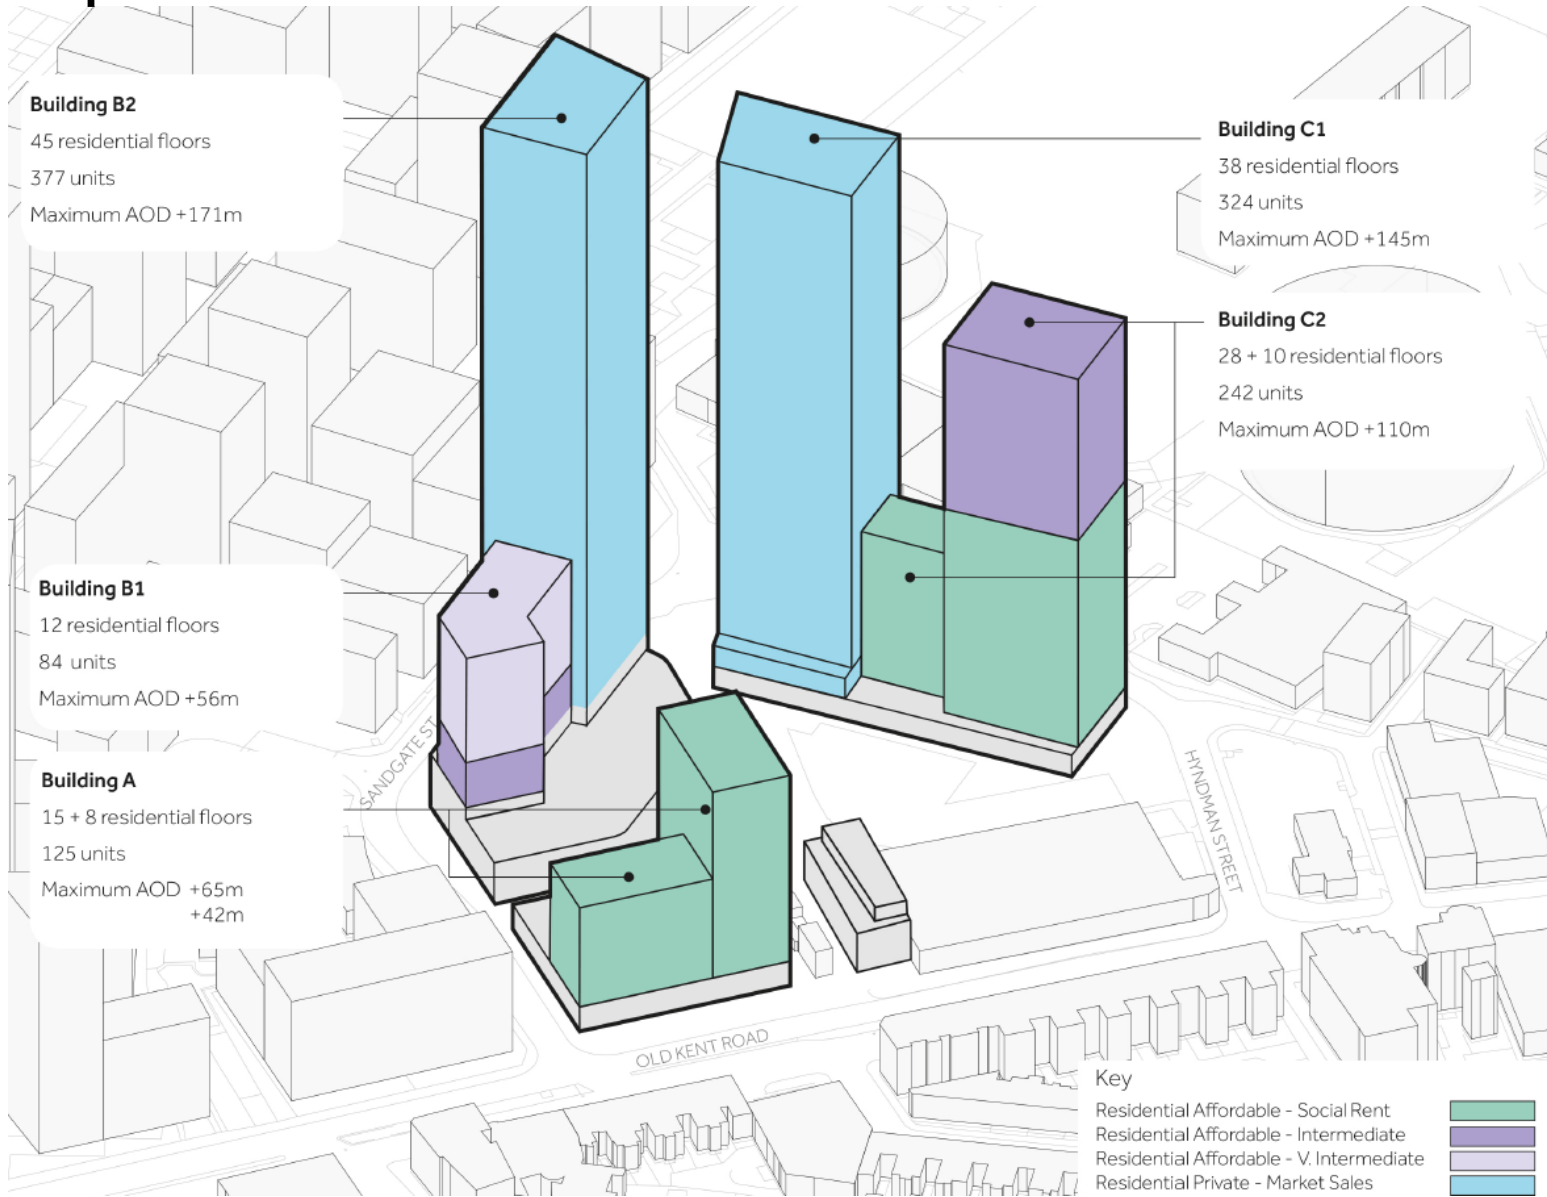 Building B2
45 residential floors
377 units
Maximum AOD +171m
Building C1
38 residential floors
324 units
Maximum AOD +145m
Building C2
28 + 10 residential floors
242 units
Maximum AOD +110m
Building B1
12 residential floors
84 units
Maximum AOD +56m
Building A
15 + 8 residential floors
125 units
Maximum AOD +65m
+42m
SANDGATE ST
HYNDMAN STREET
OLD KENT ROAD
Key
Residential Affordable - Social Rent
Residential Affordable - Intermediate
Residential Affordable - V. Intermediate
Residential Private - Market Sales